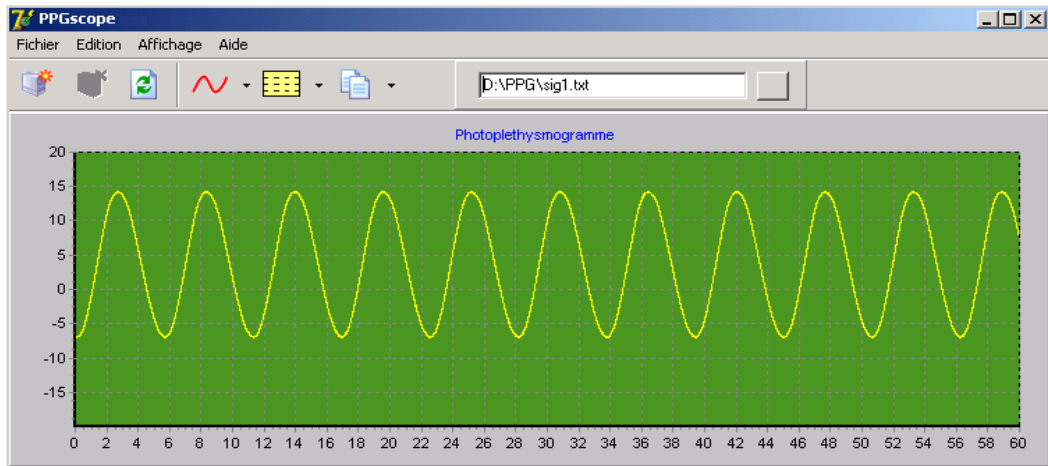 PPGscope
Fichier Edition Affichage Aide
D:\PPG\sig1.txt
Photoplethysmogramme
20
15
10
5
0
-5
-10
-15
0 2 4 6 8 10 12 14 16 18 20 22 24 26 28 30 32 34 36 38 40 42 44 46 48 50 52 54 56 58 60